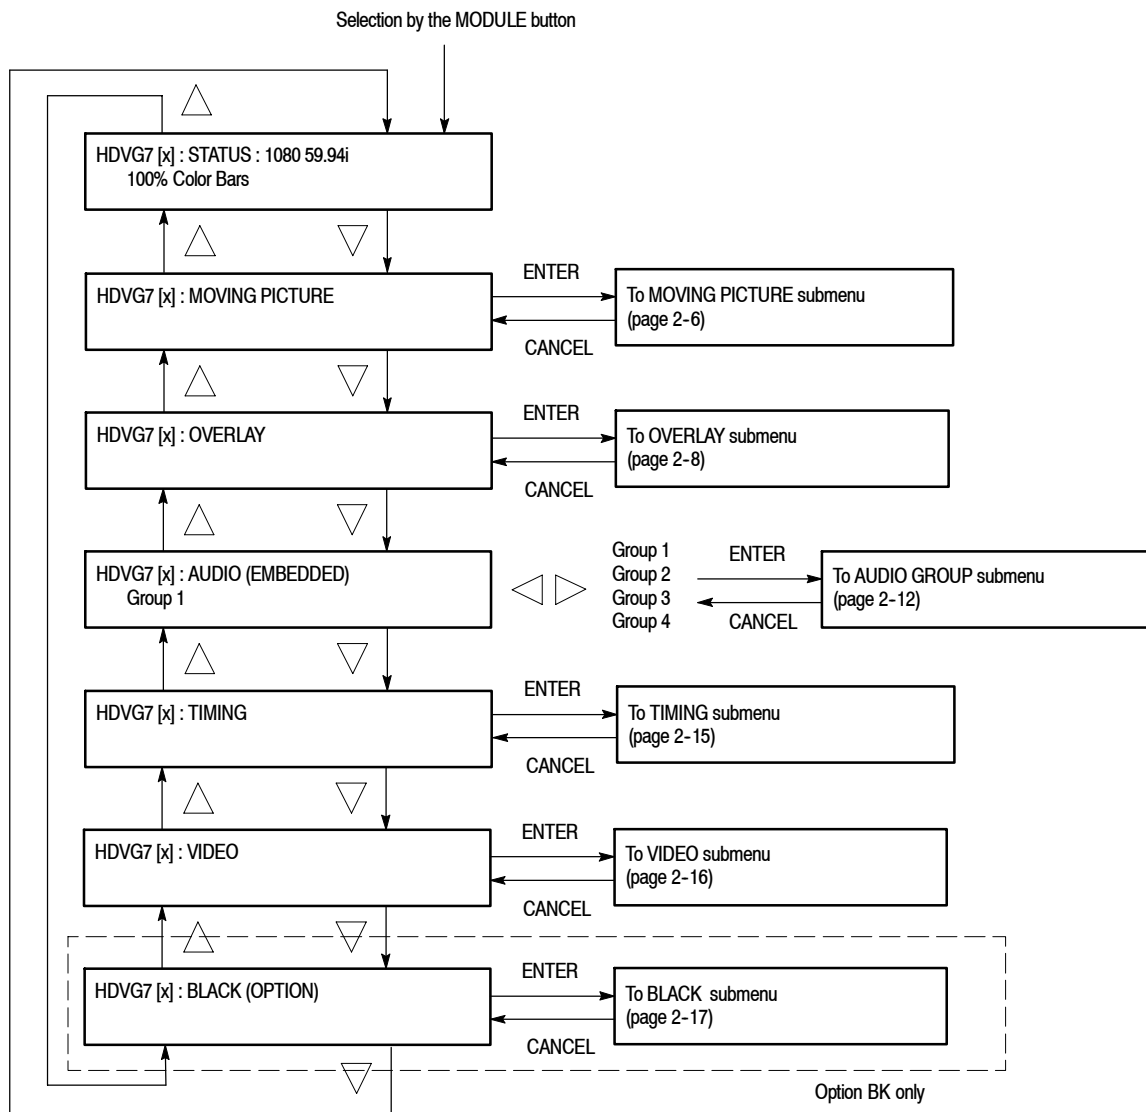 Selection by the MODULE button
HDVG7 [x] : STATUS : 1080 59.94i
100% Color Bars
HDVG7 [x] : MOVING PICTURE
ENTER
CANCEL
To MOVING PICTURE submenu
(page 2-6)
HDVG7 [x] : OVERLAY
ENTER
CANCEL
To OVERLAY submenu
(page 2-8)
HDVG7 [x] : AUDIO (EMBEDDED)
Group 1
Group 1
Group 2
Group 3
Group 4
ENTER
CANCEL
To AUDIO GROUP submenu
(page 2-12)
HDVG7 [x] : TIMING
ENTER
CANCEL
To TIMING submenu
(page 2-15)
HDVG7 [x] : VIDEO
ENTER
CANCEL
To VIDEO submenu
(page 2-16)
HDVG7 [x] : BLACK (OPTION)
ENTER
CANCEL
To BLACK submenu
(page 2-17)
Option BK only